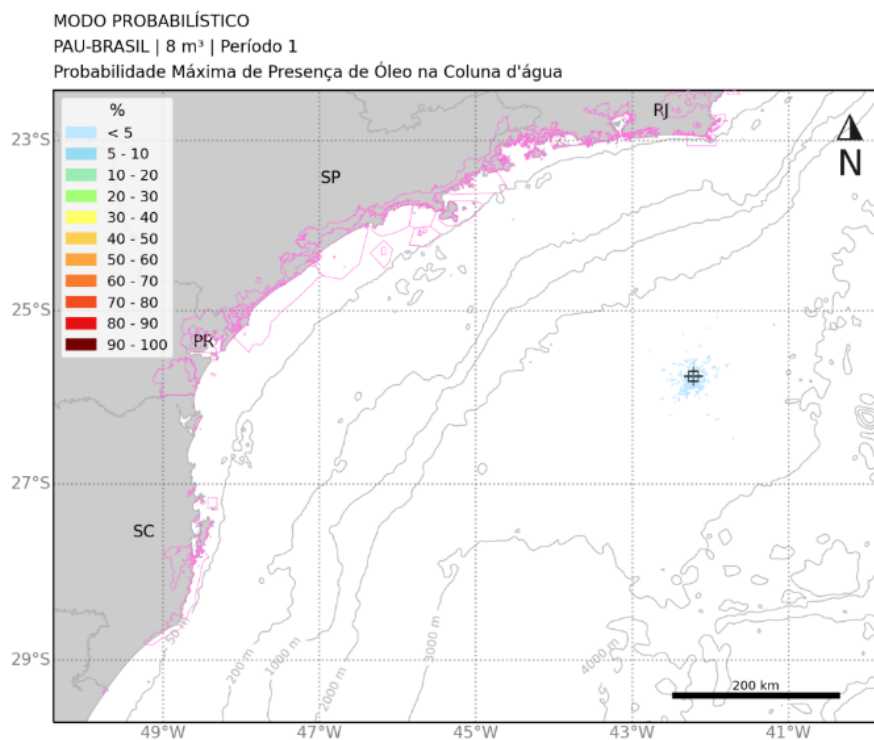 MODO PROBABILÍSTICO
PAU-BRASIL | 8 m³ | Período 1
Probabilidade Máxima de Presença de Óleo na Coluna d'água
%
< 5
5 - 10
10 - 20
20 - 30
30 - 40
40 - 50
50 - 60
60 - 70
70 - 80
80 - 90
90 - 100
RJ
N
SP
PR
SC
23°S
25°S
27°S
29°S
50 m
200 m
1000 m
2000 m
3000 m
4000 m
200 km
49°W
47°W
45°W
43°W
41°W